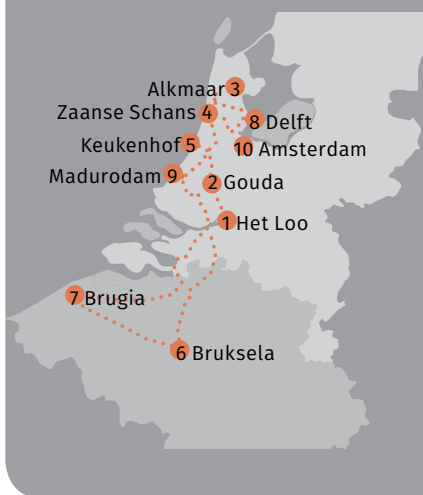 Alkmaar 3
Zaanse Schans 4
8 Delft
Keukenhof 5
10 Amsterdam
Madurodam 9
2 Gouda
1 Het Loo
7 Brugia
6 Bruksela